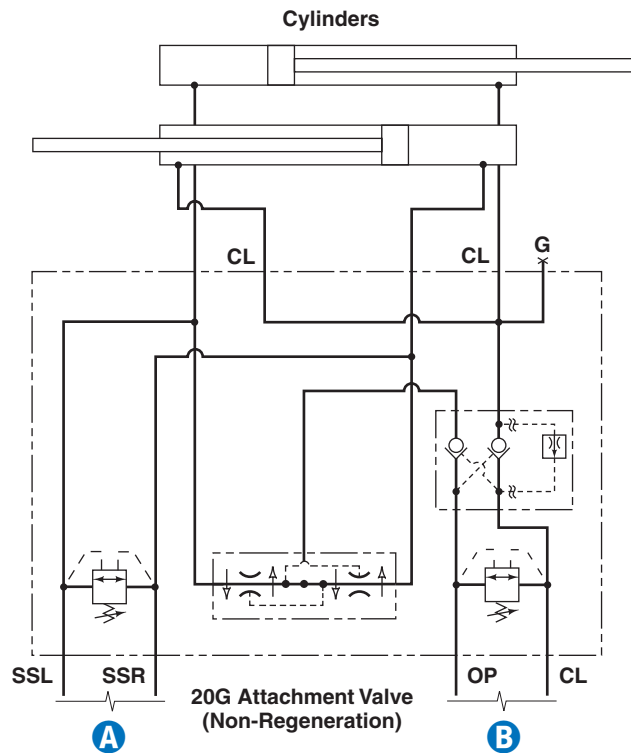 Cylinders
CL
CL
G
SSL
SSR
20G Attachment Valve
(Non-Regeneration)
OP
CL
A
B